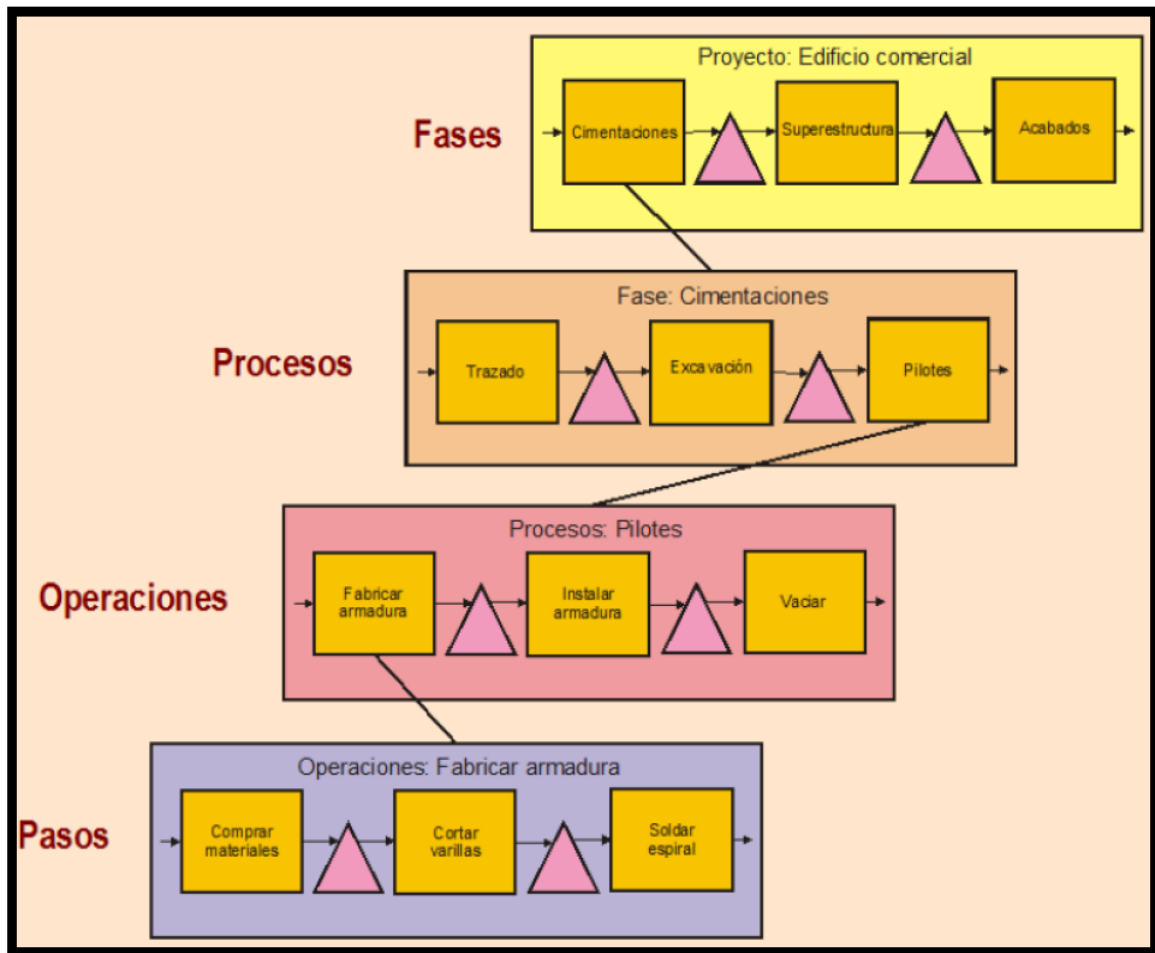 Proyecto: Edificio comercial
Fases
Cimentaciones
Superestructura
Acabados
Fase: Cimentaciones
Procesos
Trazado
Excavación
Pilotes
Procesos: Pilotes
Operaciones
Fabricar
armadura
Instalar
armadura
Vaciar
Operaciones: Fabricar armadura
Pasos
Comprar
materiales
Cortar
varillas
Soldar
espiral